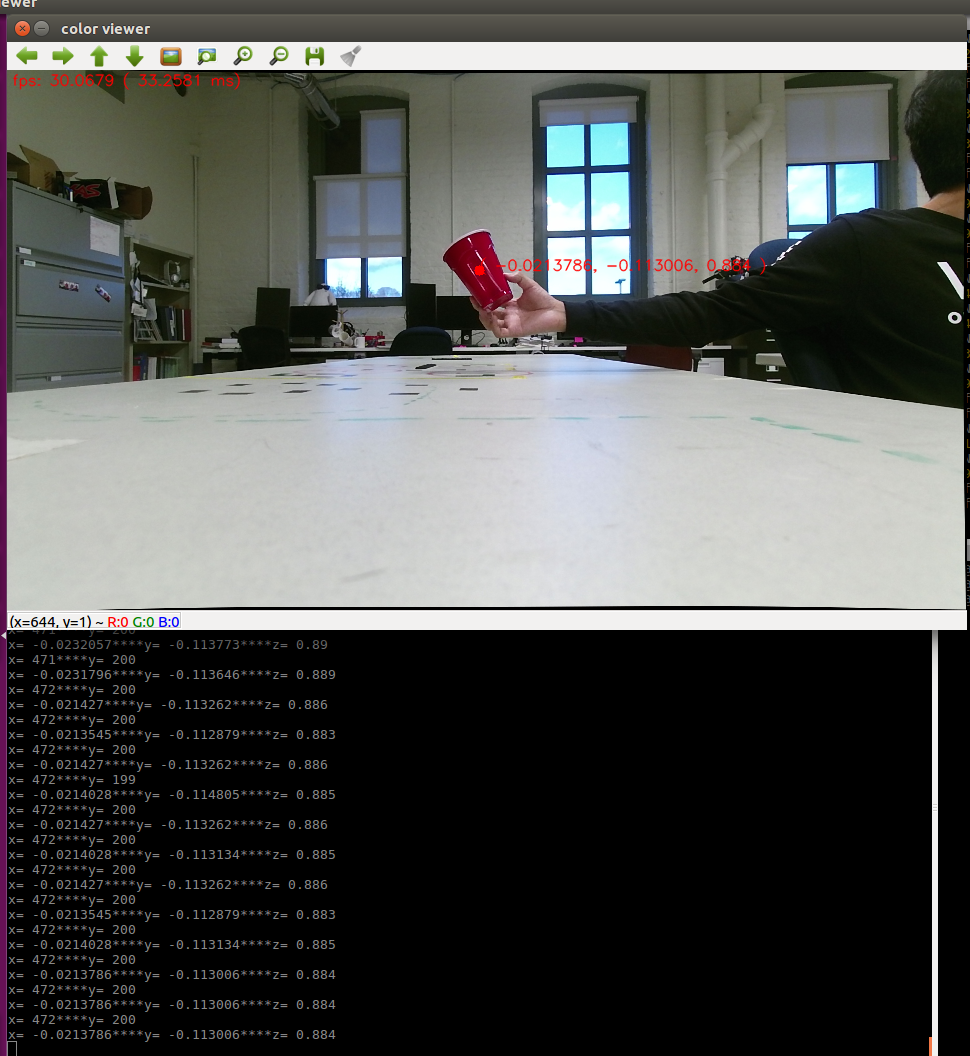 ewer
color viewer
fps: 30.0679 ( 33.2581 ms)
-0.0213786, -0.113006, 0.884 )
(x=644, y=1) ~ R:0 G:0 B:0
x= 471****y= 200
x= -0.0232057****y= -0.113773****z= 0.89
x= 471****y= 200
x= -0.0231796****y= -0.113646****z= 0.889
x= 472****y= 200
x= -0.021427****y= -0.113262****z= 0.886
x= 472****y= 200
x= -0.0213545****y= -0.112879****z= 0.883
x= 472****y= 200
x= -0.021427****y= -0.113262****z= 0.886
x= 472****y= 199
x= -0.0214028****y= -0.114805****z= 0.885
x= 472****y= 200
x= -0.021427****y= -0.113262****z= 0.886
x= 472****y= 200
x= -0.0214028****y= -0.113134****z= 0.885
x= 472****y= 200
x= -0.021427****y= -0.113262****z= 0.886
x= 472****y= 200
x= -0.0213545****y= -0.112879****z= 0.883
x= 472****y= 200
x= -0.0214028****y= -0.113134****z= 0.885
x= 472****y= 200
x= -0.0213786****y= -0.113006****z= 0.884
x= 472****y= 200
x= -0.0213786****y= -0.113006****z= 0.884
x= 472****y= 200
x= -0.0213786****y= -0.113006****z= 0.884